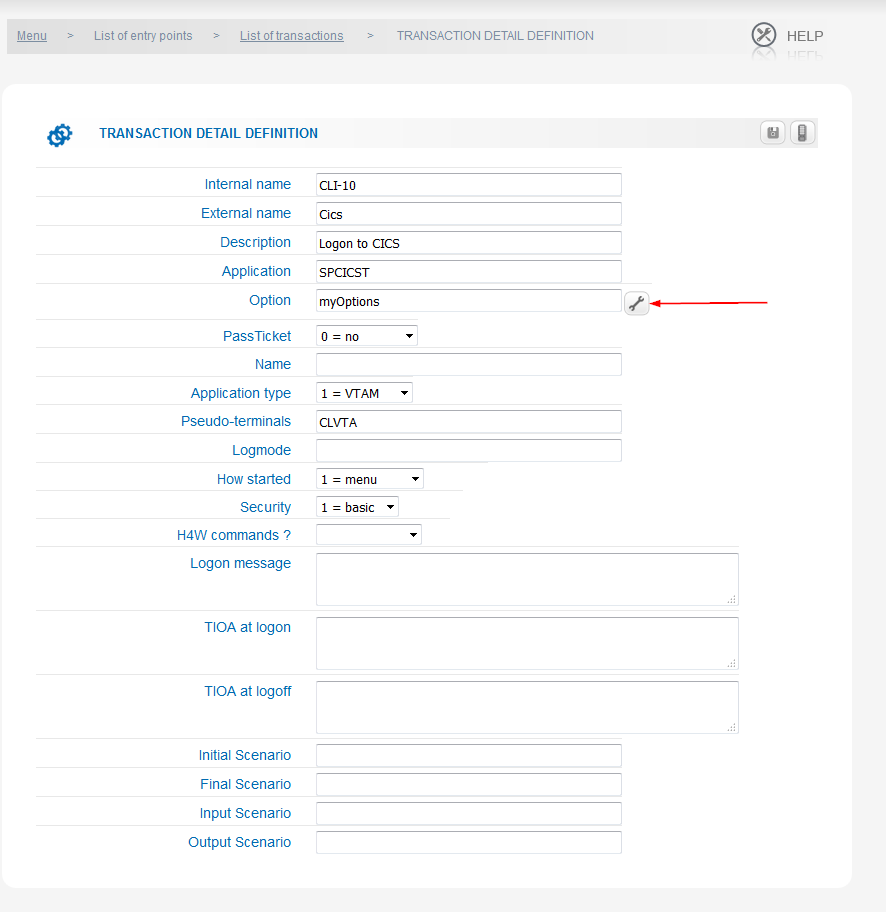 Menu > List of entry points > List of transactions > TRANSACTION DETAIL DEFINITION HELP
TRANSACTION DETAIL DEFINITION
Internal name CLI-10
External name Cics
Description Logon to CICS
Application SPCICST
Option myOptions
PassTicket 0 = no
Name
Application type 1 = VTAM
Pseudo-terminals CLVTA
Logmode
How started 1 = menu
Security 1 = basic
H4W commands ?
Logon message
TIOA at logon
TIOA at logoff
Initial Scenario
Final Scenario
Input Scenario
Output Scenario